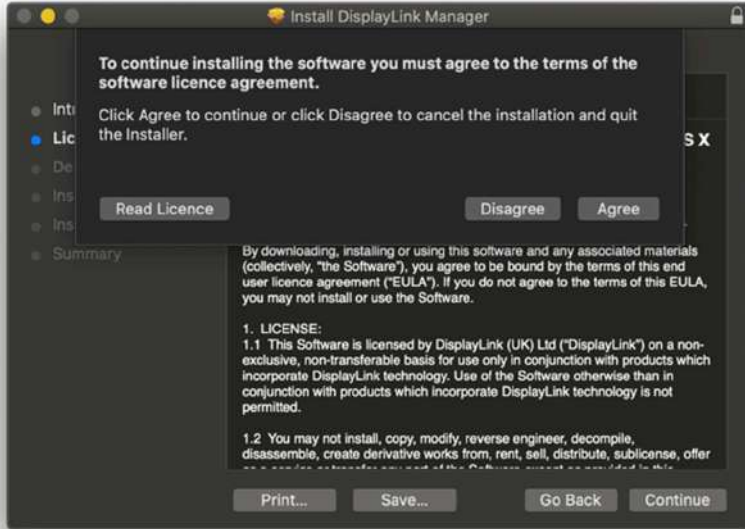 Install DisplayLink Manager
To continue installing the software you must agree to the terms of the
software licence agreement.
Click Agree to continue or click Disagree to cancel the installation and quit
the Installer.
Read Licence
Disagree
Agree
Intr
Lic
De
Ins
Ins
Summary
S X
By downloading, installing or using this software and any associated materials
(collectively, "the Software"), you agree to be bound by the terms of this end
user licence agreement ("EULA"). If you do not agree to the terms of this EULA,
you may not install or use the Software.
1. LICENSE:
1.1 This Software is licensed by DisplayLink (UK) Ltd ("DisplayLink") on a non-
exclusive, non-transferable basis for use only in conjunction with products which
incorporate DisplayLink technology. Use of the Software otherwise than in
conjunction with products which incorporate DisplayLink technology is not
permitted.
1.2 You may not install, copy, modify, reverse engineer, decompile,
disassemble, create derivative works from, rent, sell, distribute, sublicense, offer
Print...
Save...
Go Back
Continue